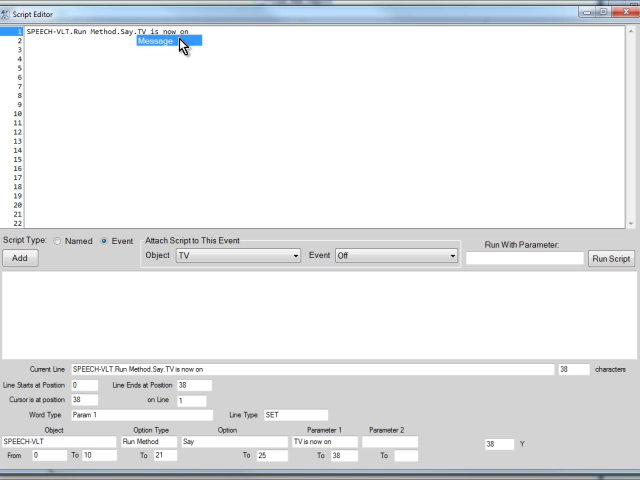 Script Editor
1 SPEECH-VLT.Run Method.Say.TV is now on
2 Message
3
4
5
6
7
8
9
10
11
12
13
14
15
16
17
18
19
20
21
22
Script Type: Named Event Attach Script to This Event
Run With Parameter:
Add Object TV Event Off Run Script
Current Line SPEECH-VLT.Run Method.Say.TV is now on 38 characters
Line Starts at Position 0 Line Ends at Position 38
Cursor is at position 38 on Line 1
Word Type Param 1 Line Type SET
Object Option Type Option Parameter 1 Parameter 2
SPEECH-VLT Run Method Say TV is now on 38 Y
From 0 To 10 To 21 To 25 To 38 To